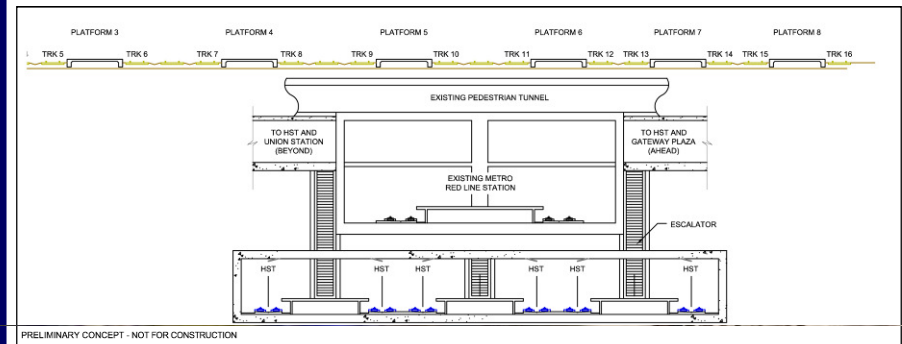 PLATFORM 3 PLATFORM 4 PLATFORM 5 PLATFORM 6 PLATFORM 7 PLATFORM 8
TRK 5 TRK 6 TRK 7 TRK 8 TRK 9 TRK 10 TRK 11 TRK 12 TRK 13 TRK 14 TRK 15 TRK 16
EXISTING PEDESTRIAN TUNNEL
TO HST AND
UNION STATION
(BEYOND)
TO HST AND
GATEWAY PLAZA
(AHEAD)
EXISTING METRO
RED LINE STATION
ESCALATOR
HST HST HST HST HST HST
PRELIMINARY CONCEPT - NOT FOR CONSTRUCTION